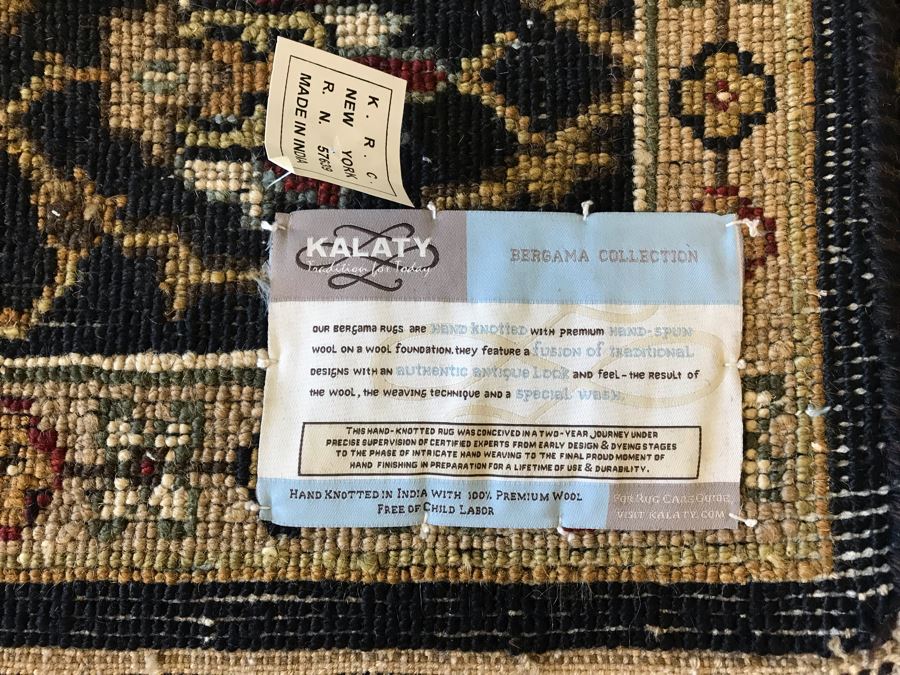 K. R. C.
NEW YORK
R. N. 57639
MADE IN INDIA
KALATY
Tradition for Today
BERGAMA COLLECTION
OUR BERGAMA RUGS ARE HAND KNOTTED WITH PREMIUM HAND-SPUN
WOOL ON A WOOL FOUNDATION.THEY FEATURE A FUSION OF TRADITIONAL
DESIGNS WITH AN AUTHENTIC ANTIQUE LOOK AND FEEL-THE RESULT OF
THE WOOL, THE WEAVING TECHNIQUE AND A SPECIAL WASH.
THIS HAND-KNOTTED RUG WAS CONCEIVED IN A TWO-YEAR JOURNEY UNDER
PRECISE SUPERVISION OF CERTIFIED EXPERTS FROM EARLY DESIGN & DYEING STAGES
TO THE PHASE OF INTRICATE HAND WEAVING TO THE FINAL PROUD MOMENT OF
HAND FINISHING IN PREPARATION FOR A LIFETIME OF USE & DURABILITY.
HAND KNOTTED IN INDIA WITH 100% PREMIUM WOOL
FREE OF CHILD LABOR
FOR RUG CARE GUIDE,
VISIT KALATY.COM